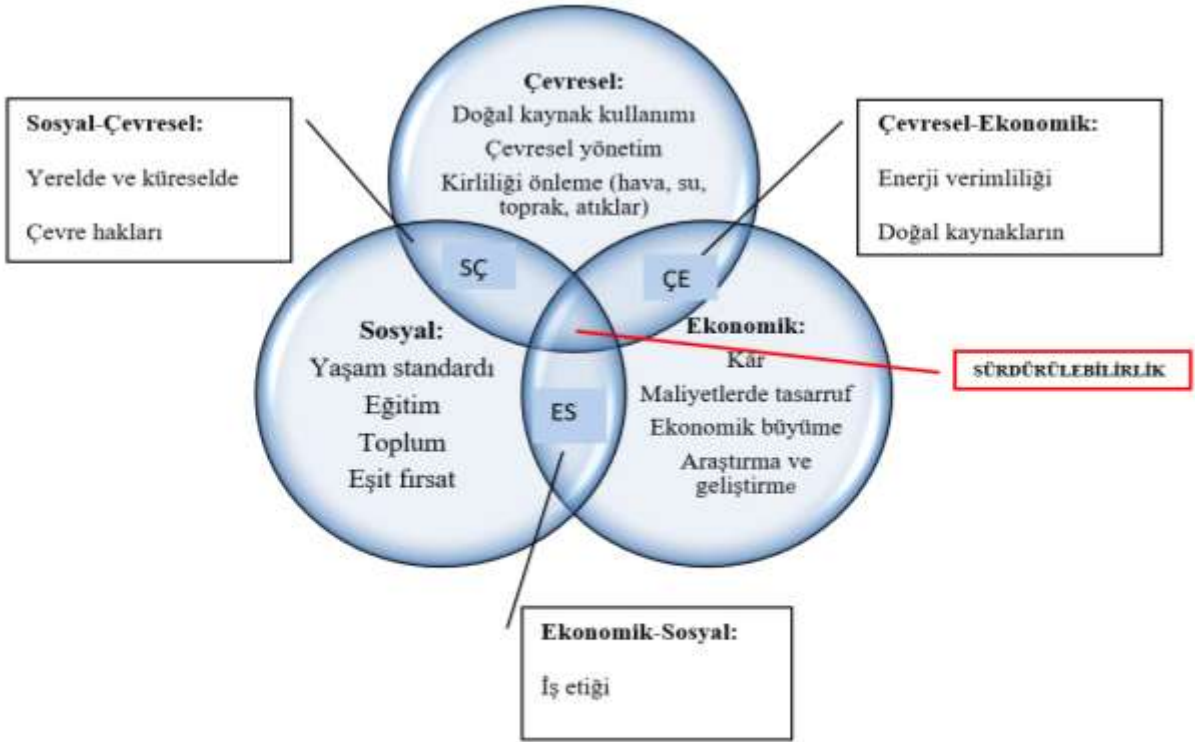 Çevresel:
Doğal kaynak kullanımı
Çevresel yönetim
Kirliliği önleme (hava, su,
toprak, atıklar)
Sosyal-Çevresel:
Yerelde ve küreselde
Çevre hakları
Çevresel-Ekonomik:
Enerji verimliliği
Doğal kaynakların
SÇ
ÇE
Sosyal:
Yaşam standardı
Eğitim
Toplum
Eşit fırsat
ES
Ekonomik:
Kâr
Maliyetlerde tasarruf
Ekonomik büyüme
Araştırma ve
geliştirme
SÜRDÜRÜLEBİLİRLİK
Ekonomik-Sosyal:
İş etiği